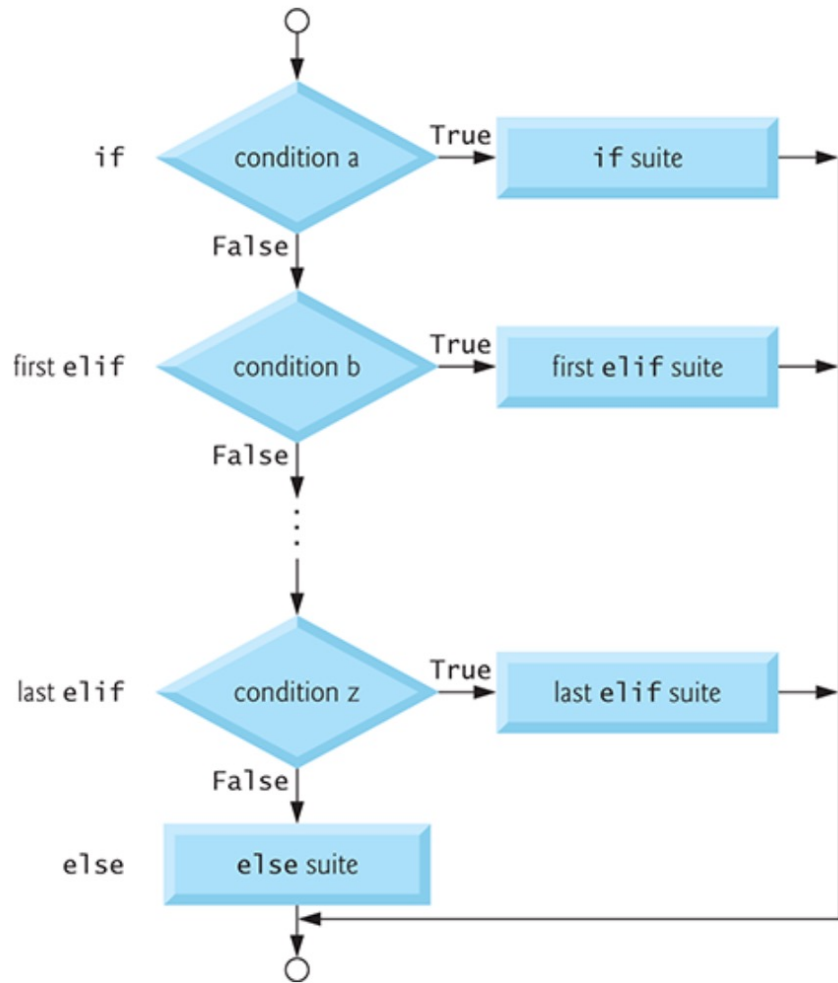 if
condition a
True
if suite
False
first elif
condition b
True
first elif suite
False
last elif
condition z
True
last elif suite
False
else
else suite